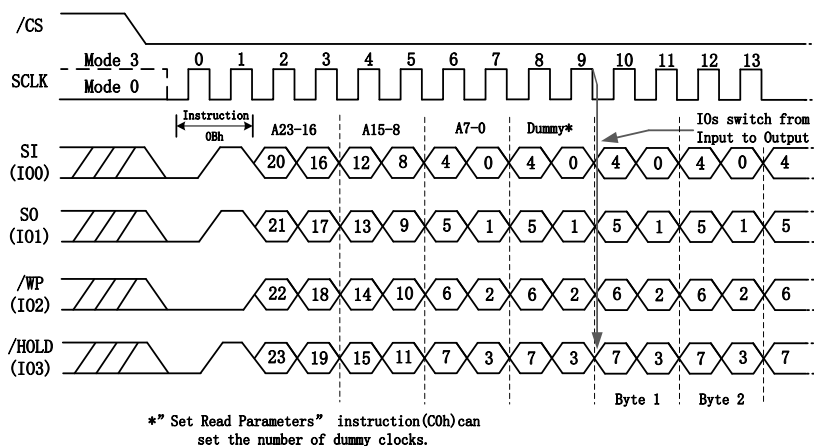 /CS
Mode 3
0 1 2 3 4 5 6 7 8 9 10 11 12 13
SCLK
Mode 0
Instruction
0Bh
A23-16 A15-8 A7-0 Dummy*
IOs switch from
Input to Output
SI
(IO0)
20 16 12 8 4 0 4 0 4 0 4 0 4
SO
(IO1)
21 17 13 9 5 1 5 1 5 1 5 1 5
/WP
(IO2)
22 18 14 10 6 2 6 2 6 2 6 2 6
/HOLD
(IO3)
23 19 15 11 7 3 7 3 7 3 7 3 7
Byte 1 Byte 2
*” Set Read Parameters” instruction(C0h)can
set the number of dummy clocks.